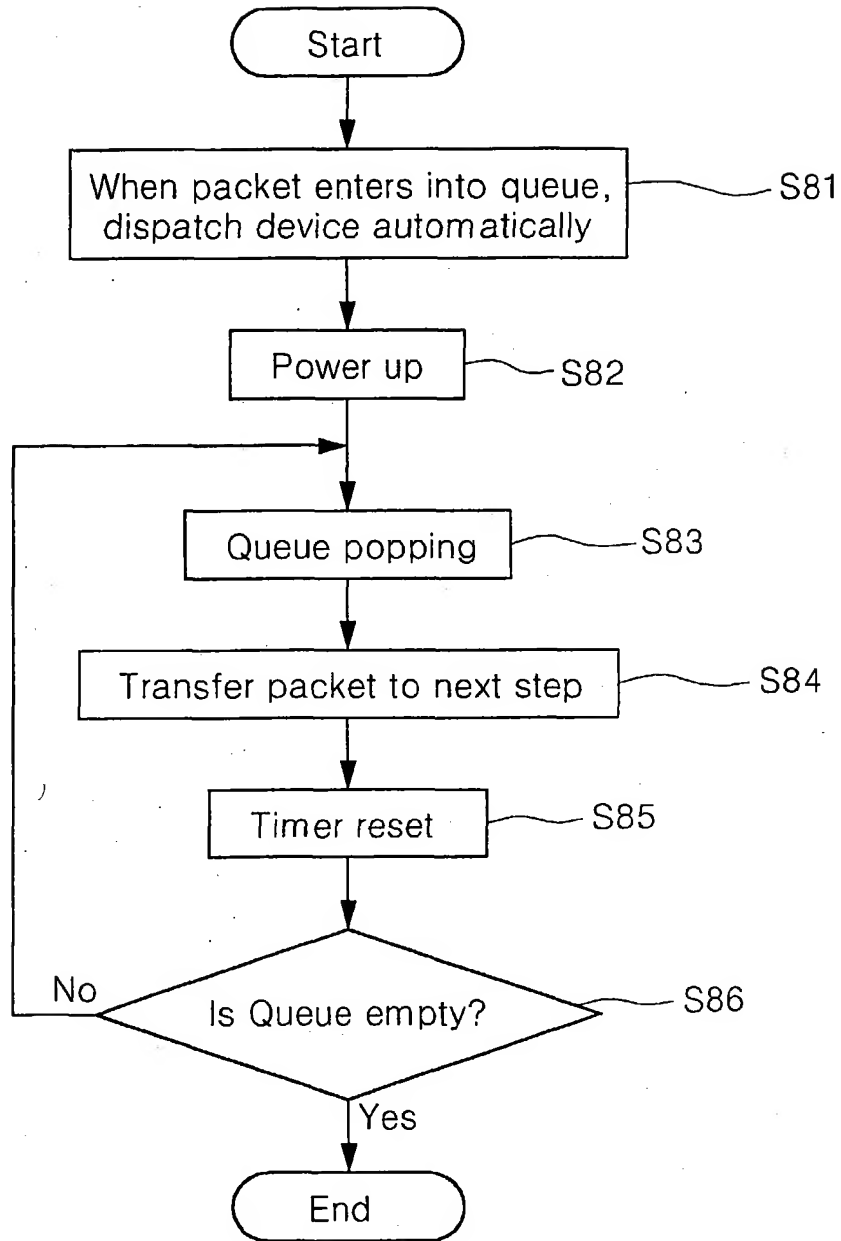 Start
When packet enters into queue,
dispatch device automatically
S81
Power up
S82
Queue popping
S83
Transfer packet to next step
S84
Timer reset
S85
No
Is Queue empty?
S86
Yes
End